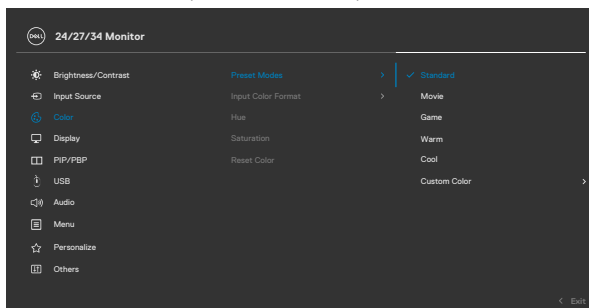 DELL 24/27/34 Monitor
Brightness/Contrast Preset Modes > ✓ Standard
Input Source Input Color Format > Movie
Color Hue Game
Display Saturation Warm
PIP/PBP Reset Color Cool
USB Custom Color >
Audio
Menu
Personalize
Others
< Exit